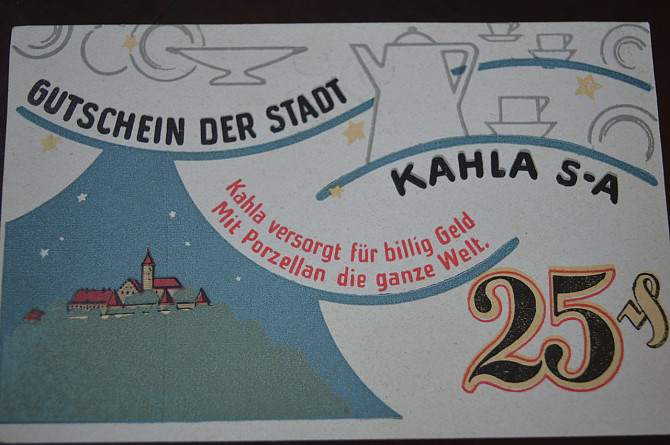 GUTSCHEIN DER STADT
KAHLA S-A
Kahla versorgt für billig Geld
Mit Porzellan die ganze Welt.
25 ₰